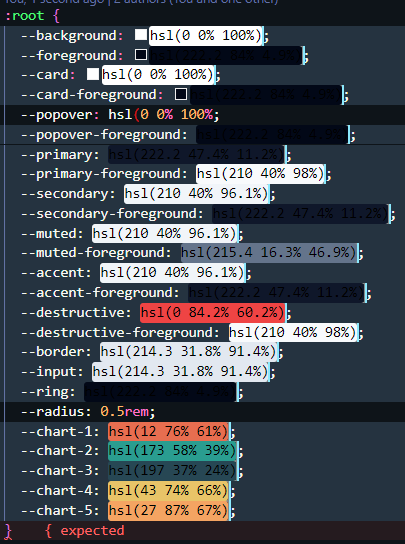 You, 1 second ago | 2 authors (You and one other)
:root {
--background: hsl(0 0% 100%);
--foreground: hsl(222.2 84% 4.9%);
--card: hsl(0 0% 100%);
--card-foreground: hsl(222.2 84% 4.9%);
--popover: hsl(0 0% 100%;
--popover-foreground: hsl(222.2 84% 4.9%);
--primary: hsl(222.2 47.4% 11.2%);
--primary-foreground: hsl(210 40% 98%);
--secondary: hsl(210 40% 96.1%);
--secondary-foreground: hsl(222.2 47.4% 11.2%);
--muted: hsl(210 40% 96.1%);
--muted-foreground: hsl(215.4 16.3% 46.9%);
--accent: hsl(210 40% 96.1%);
--accent-foreground: hsl(222.2 47.4% 11.2%);
--destructive: hsl(0 84.2% 60.2%);
--destructive-foreground: hsl(210 40% 98%);
--border: hsl(214.3 31.8% 91.4%);
--input: hsl(214.3 31.8% 91.4%);
--ring: hsl(222.2 84% 4.9%);
--radius: 0.5rem;
--chart-1: hsl(12 76% 61%);
--chart-2: hsl(173 58% 39%);
--chart-3: hsl(197 37% 24%);
--chart-4: hsl(43 74% 66%);
--chart-5: hsl(27 87% 67%);
} { expected